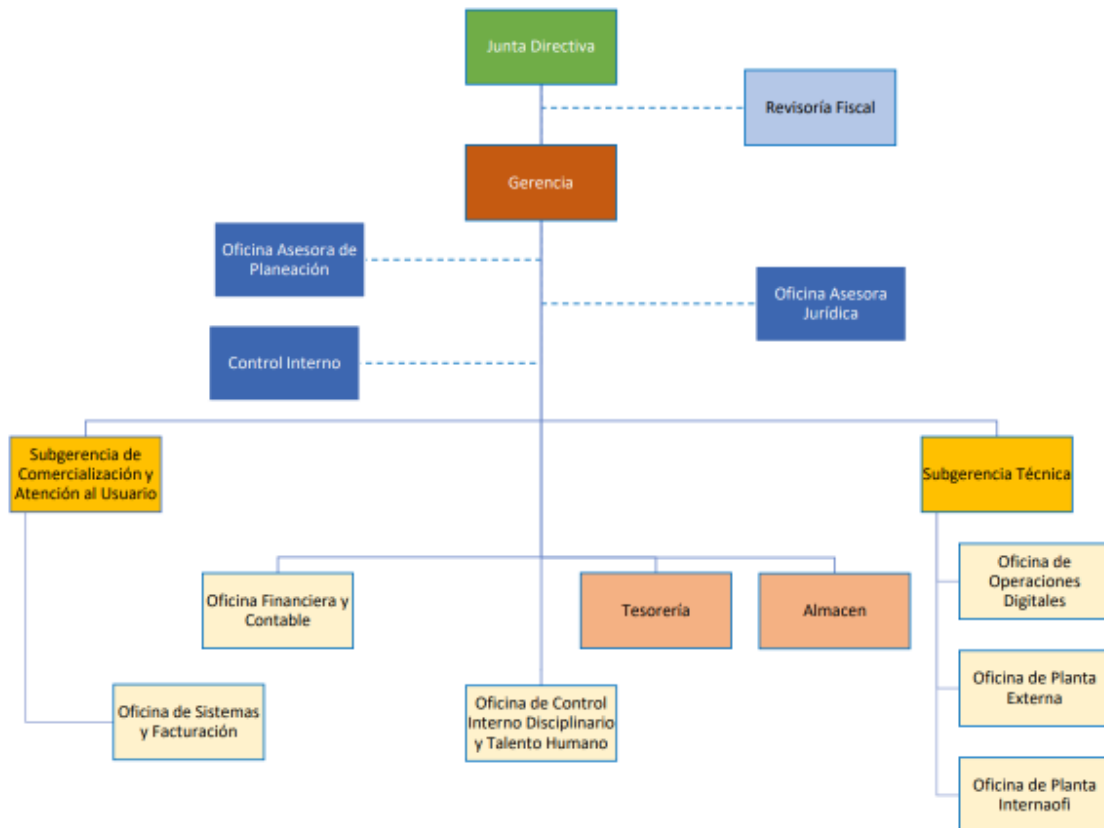 Junta Directiva
Revisoría Fiscal
Gerencia
Oficina Asesora de
Planeación
Oficina Asesora
Jurídica
Control Interno
Subgerencia de
Comercialización y
Atención al Usuario
Subgerencia Técnica
Oficina Financiera y
Contable
Tesorería
Almacen
Oficina de
Operaciones
Digitales
Oficina de Sistemas
y Facturación
Oficina de Control
Interno Disciplinario
y Talento Humano
Oficina de Planta
Externa
Oficina de Planta
Internaofi